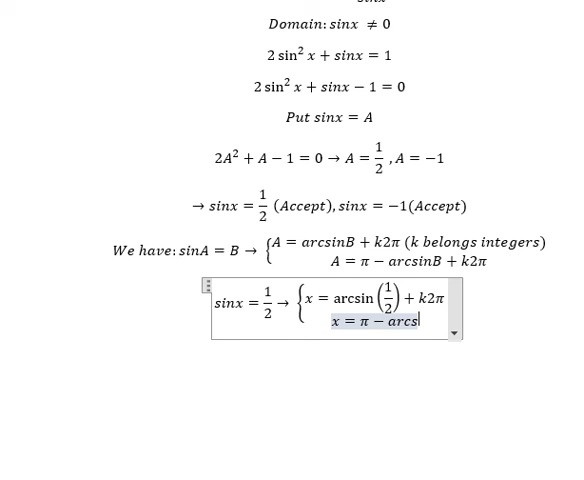 sinx
Domain: sinx ≠ 0
2 sin² x + sinx = 1
2 sin² x + sinx − 1 = 0
Put sinx = A
2A² + A − 1 = 0 → A = 1/2 , A = −1
→ sinx = 1/2 (Accept), sinx = −1(Accept)
We have: sinA = B → { A = arcsinB + k2π (k belongs integers)
A = π − arcsinB + k2π
sinx = 1/2 → { x = arcsin (1/2) + k2π
x = π − arcs